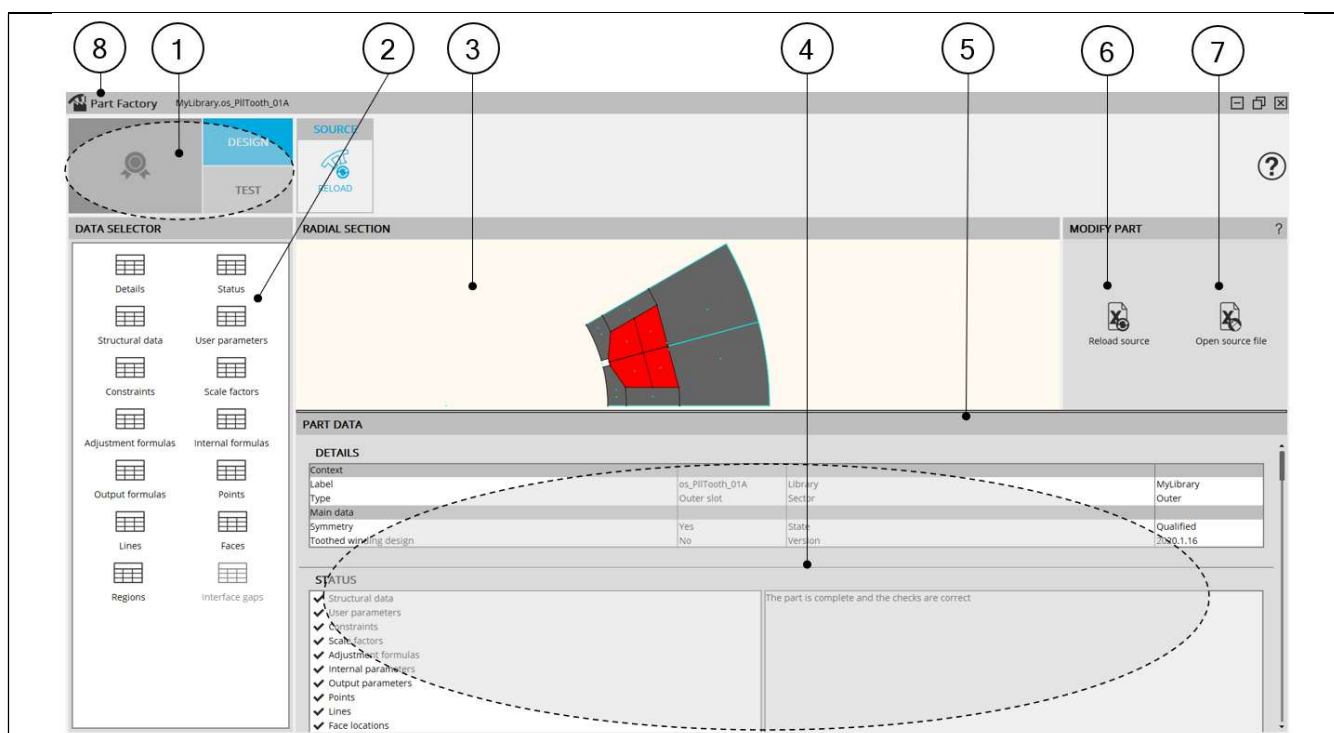 8 1 2 3 4 5 6 7
Part Factory MyLibrary.os_PllTooth_01A
DESIGN
TEST
SOURCE
RELOAD
?
DATA SELECTOR
Details Status
Structural data User parameters
Constraints Scale factors
Adjustment formulas Internal formulas
Output formulas Points
Lines Faces
Regions Interface gaps
RADIAL SECTION
MODIFY PART ?
Reload source Open source file
PART DATA
DETAILS
Context
Label os_PllTooth_01A Library MyLibrary
Type Outer slot Sector Outer
Main data
Symmetry Yes State Qualified
Toothed winding design No Version 2020.1.16
STATUS
Structural data
User parameters
Constraints
Scale factors
Adjustment formulas
Internal parameters
Output parameters
Points
Lines
Face locations
The part is complete and the checks are correct